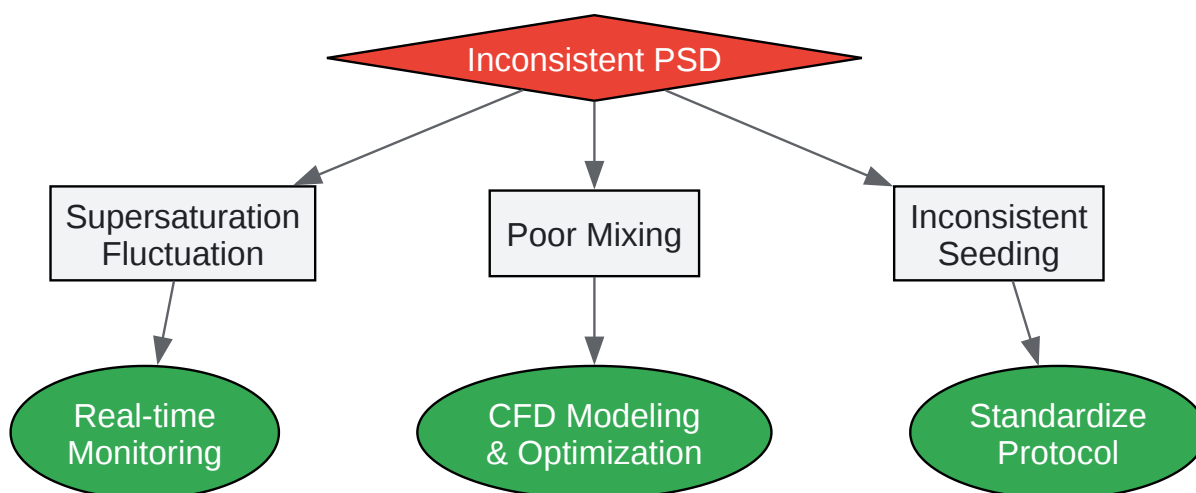 Inconsistent PSD
Supersaturation
Fluctuation
Poor Mixing
Inconsistent
Seeding
Real-time
Monitoring
CFD Modeling
& Optimization
Standardize
Protocol